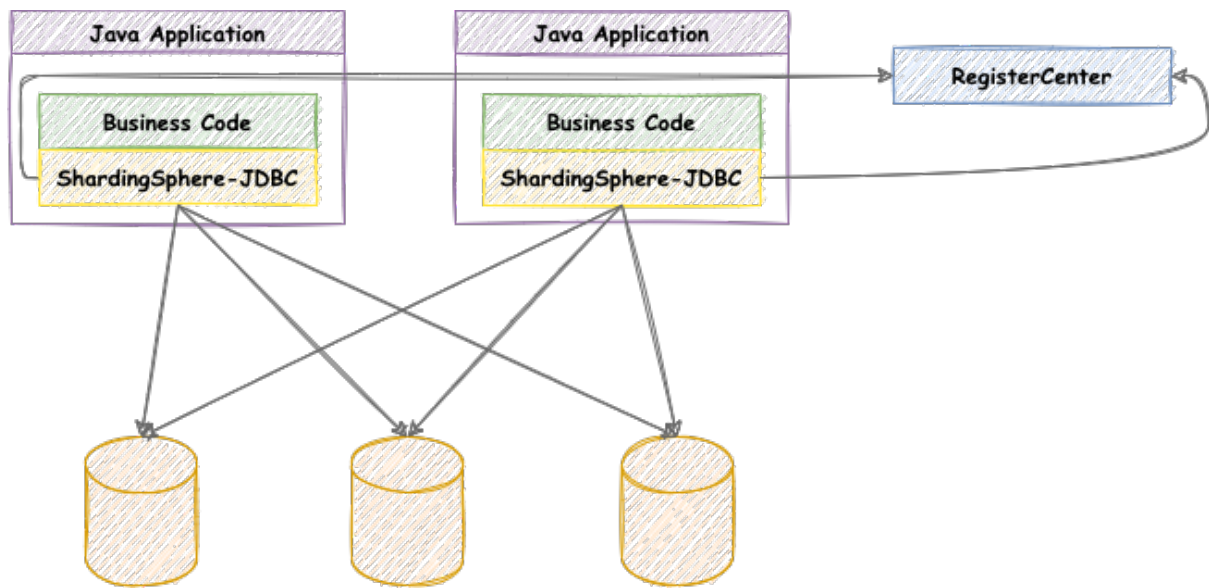 Java Application
Java Application
RegisterCenter
Business Code
Business Code
ShardingSphere-JDBC
ShardingSphere-JDBC